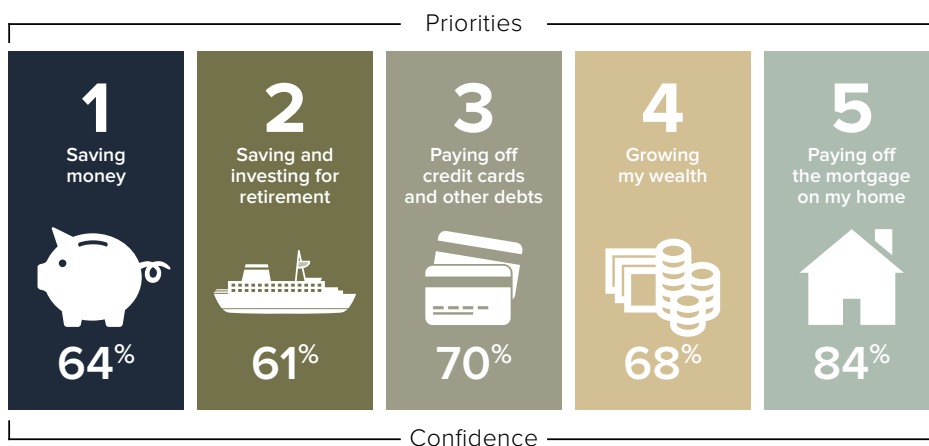 Priorities
1
Saving
money
64%
2
Saving and
investing for
retirement
61%
3
Paying off
credit cards
and other debts
70%
4
Growing
my wealth
68%
5
Paying off
the mortgage
on my home
84%
Confidence